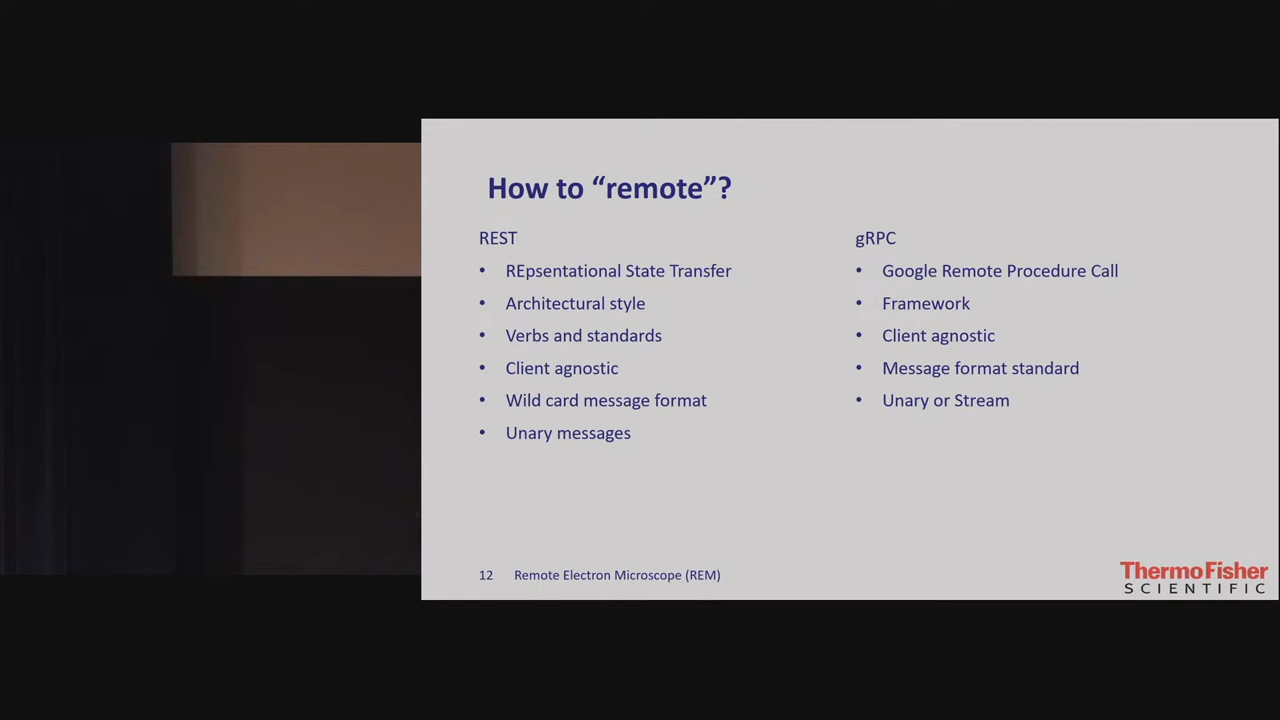 How to “remote”?
REST
• REpsentational State Transfer
• Architectural style
• Verbs and standards
• Client agnostic
• Wild card message format
• Unary messages
gRPC
• Google Remote Procedure Call
• Framework
• Client agnostic
• Message format standard
• Unary or Stream
12 Remote Electron Microscope (REM)
ThermoFisher
SCIENTIFIC